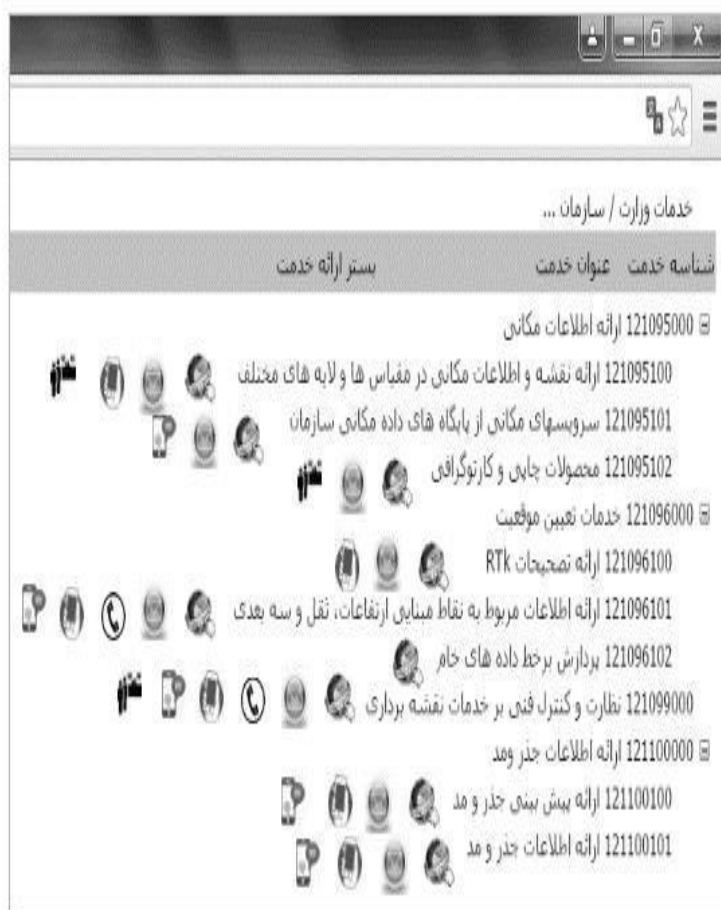 خدمات وزارت / سازمان ...
شناسه خدمت عنوان خدمت بستر ارائه خدمت
121095000 ارائه اطلاعات مکانی
121095100 ارائه نقشه و اطلاعات مکانی در مقیاس ها و لایه های مختلف
121095101 سرویسهای مکانی از پایگاه های داده مکانی سازمان
121095102 محصولات چاپی و کارتوگرافی
121096000 خدمات تعیین موقعیت
121096100 ارائه تصحیحات RTk
121096101 ارائه اطلاعات مربوط به نقاط مبنایی ارتفاعات، ثقل و سه بعدی
121096102 پردازش برخط داده های خام
121099000 نظارت و کنترل فنی بر خدمات نقشه برداری
121100000 ارائه اطلاعات جذر ومد
121100100 ارائه پیش بینی جذر و مد
121100101 ارائه اطلاعات جذر و مد